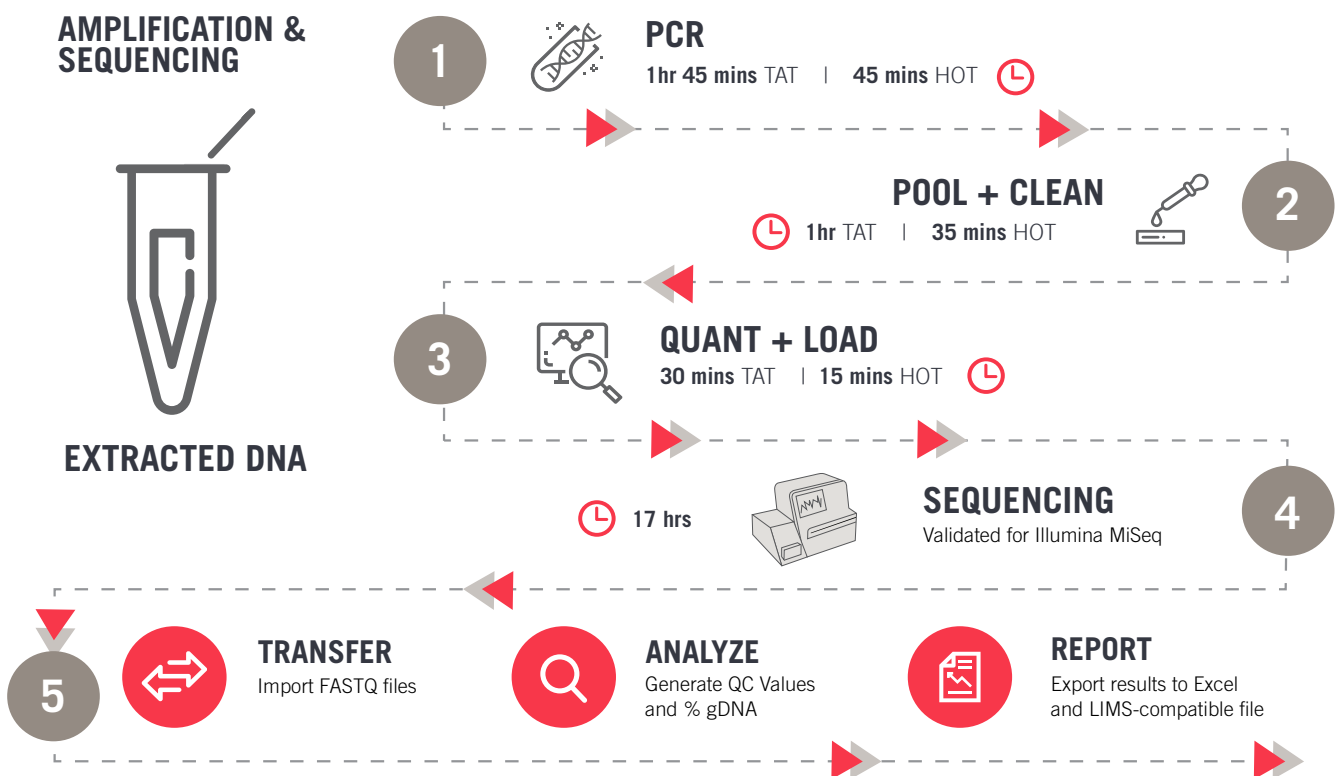 AMPLIFICATION &
SEQUENCING
1
PCR
1hr 45 mins TAT | 45 mins HOT
POOL + CLEAN
1hr TAT | 35 mins HOT
2
3
QUANT + LOAD
30 mins TAT | 15 mins HOT
EXTRACTED DNA
17 hrs
SEQUENCING
Validated for Illumina MiSeq
4
5
TRANSFER
Import FASTQ files
ANALYZE
Generate QC Values
and % gDNA
REPORT
Export results to Excel
and LIMS-compatible file